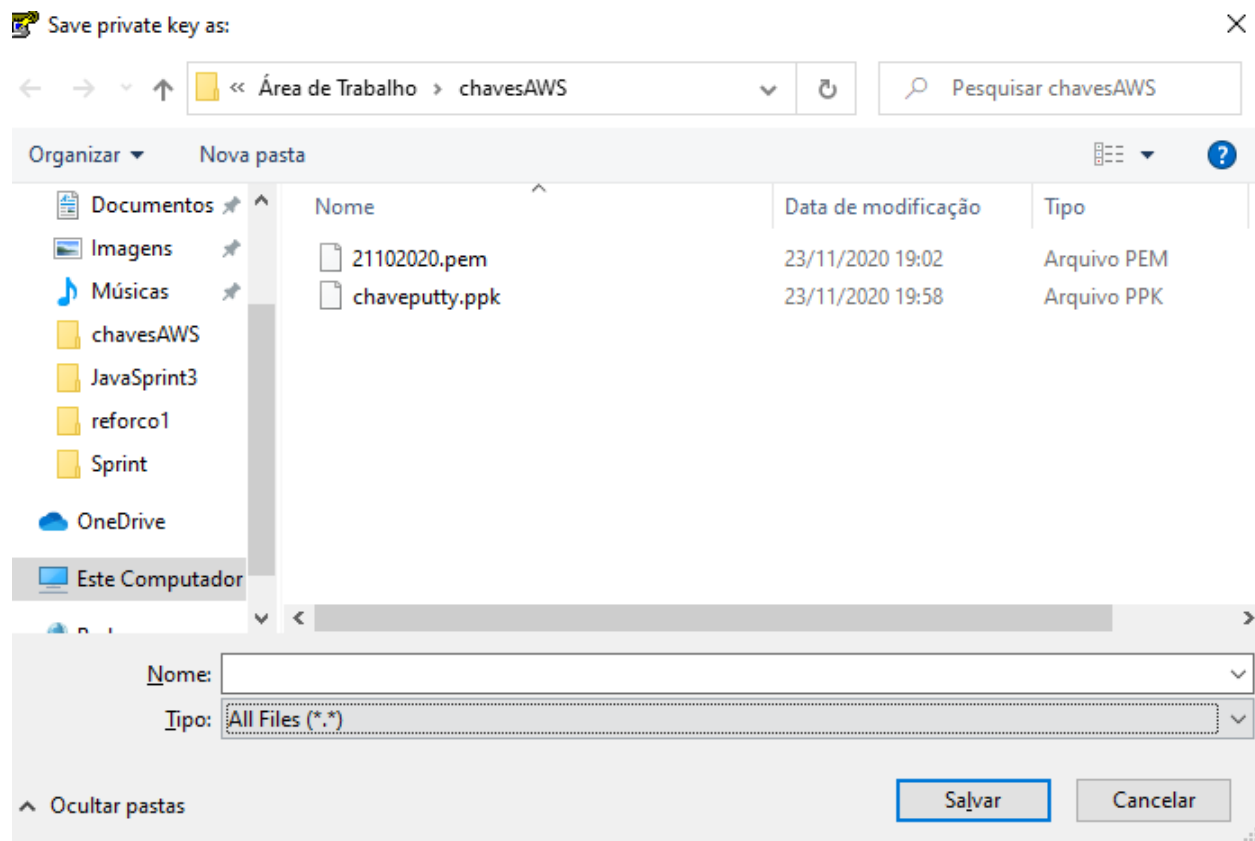 Save private key as:
« Área de Trabalho › chavesAWS
Pesquisar chavesAWS
Organizar
Nova pasta
Documentos
Imagens
Músicas
chavesAWS
JavaSprint3
reforco1
Sprint
OneDrive
Este Computador
Nome Data de modificação Tipo
21102020.pem 23/11/2020 19:02 Arquivo PEM
chaveputty.ppk 23/11/2020 19:58 Arquivo PPK
Nome:
Tipo: All Files (*.*)
Ocultar pastas
Salvar
Cancelar